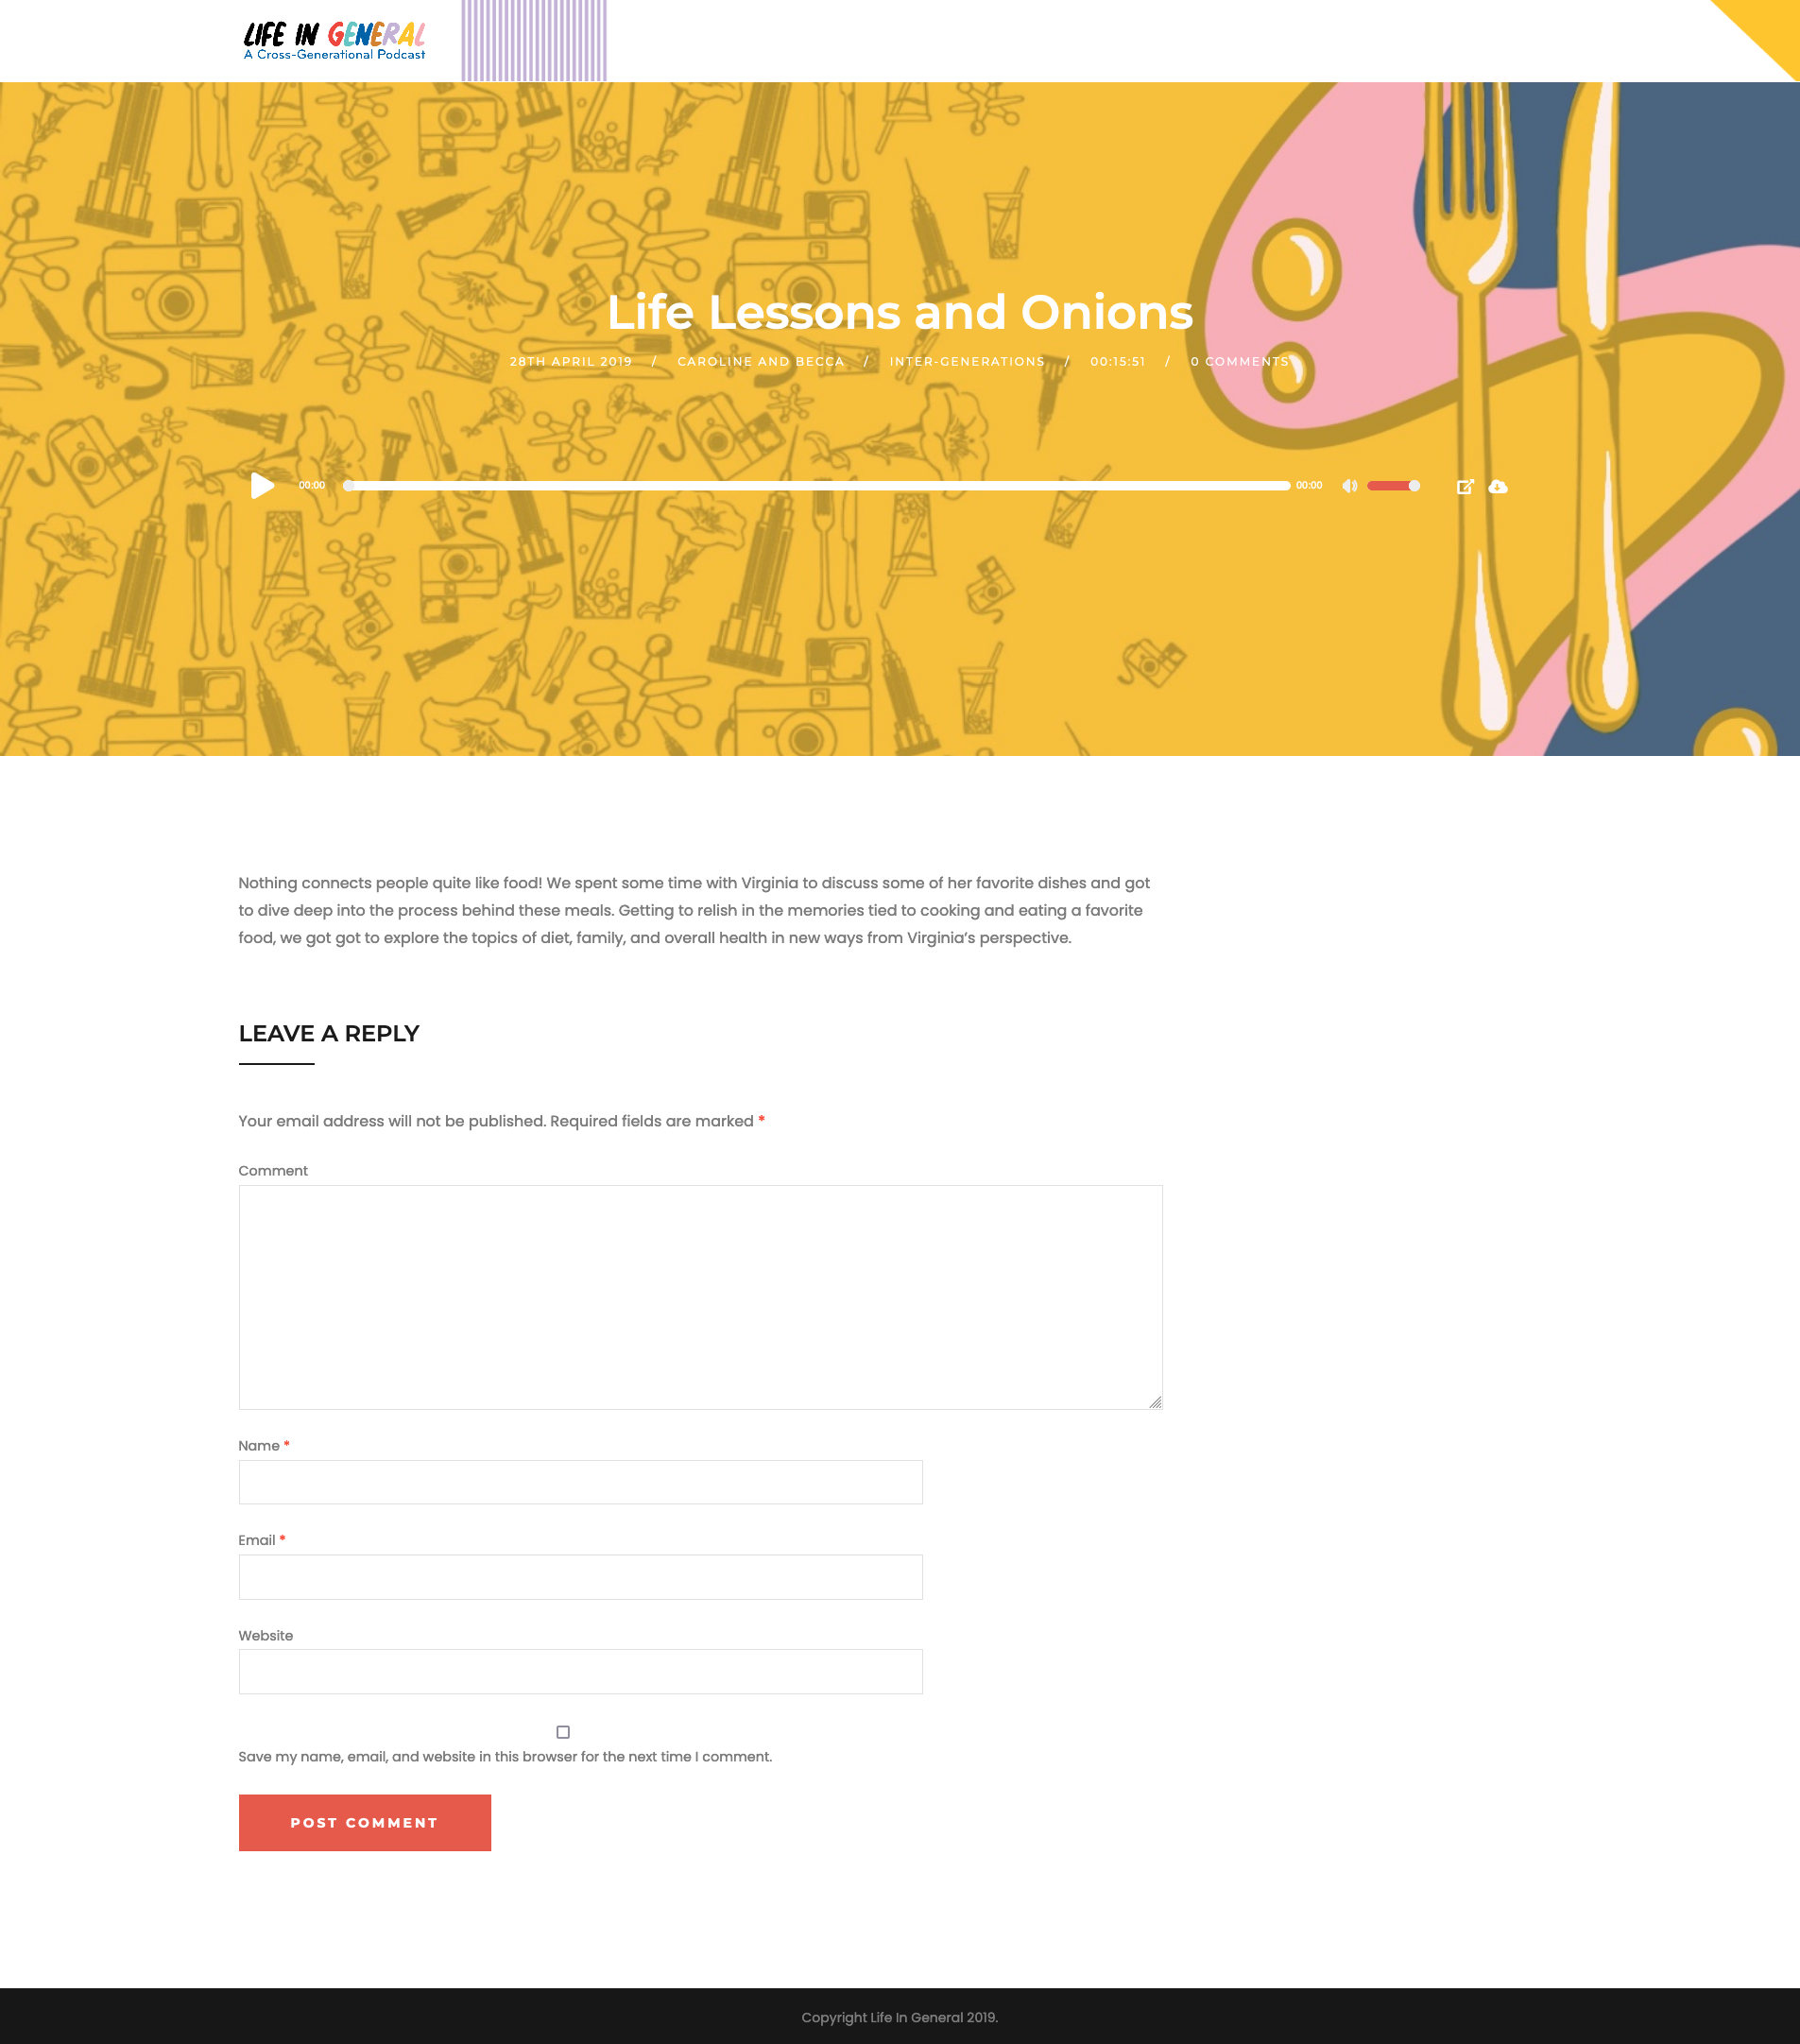 LIFE IN GENERAL
A Cross-Generational Podcast
Life Lessons and Onions
28TH APRIL 2019 / CAROLINE AND BECCA / INTER-GENERATIONS / 00:15:51 / 0 COMMENTS
00:00 00:00
Nothing connects people quite like food! We spent some time with Virginia to discuss some of her favorite dishes and got
to dive deep into the process behind these meals. Getting to relish in the memories tied to cooking and eating a favorite
food, we got got to explore the topics of diet, family, and overall health in new ways from Virginia’s perspective.
LEAVE A REPLY
Your email address will not be published. Required fields are marked *
Comment
Name *
Email *
Website
Save my name, email, and website in this browser for the next time I comment.
POST COMMENT
Copyright Life In General 2019.